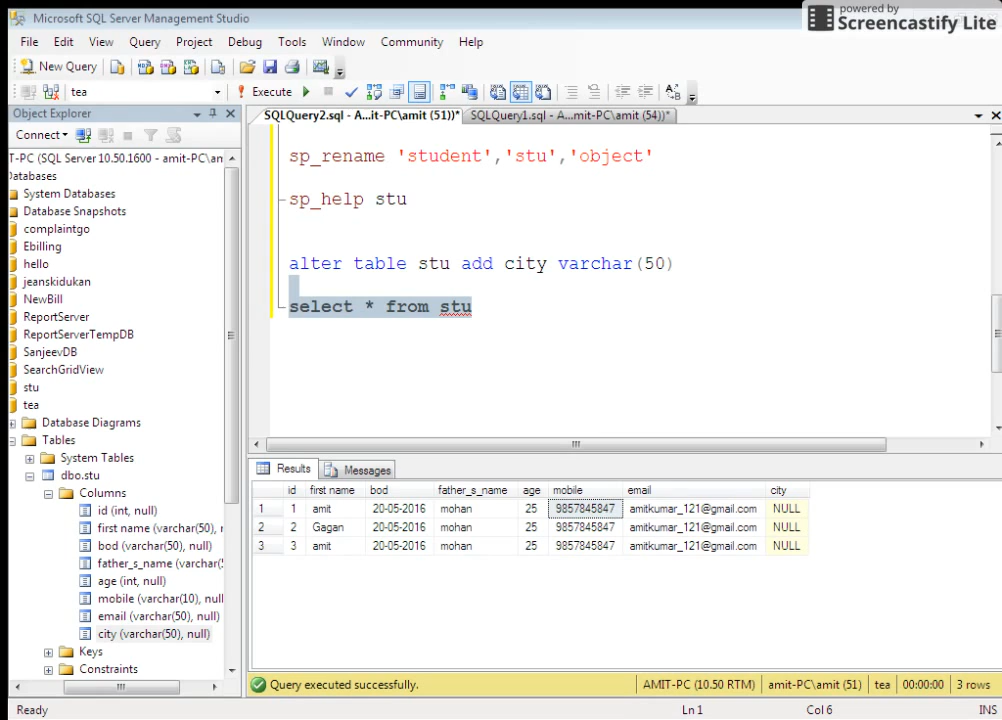 powered by
Screencastify Lite
Microsoft SQL Server Management Studio
File Edit View Query Project Debug Tools Window Community Help
New Query
tea Execute
Object Explorer
SQLQuery2.sql - A...it-PC\amit (51))* SQLQuery1.sql - A...mit-PC\amit (54))*
Connect
T-PC (SQL Server 10.50.1600 - amit-PC\an
Databases
System Databases
Database Snapshots
complaintgo
Ebilling
hello
jeanskidukan
NewBill
ReportServer
ReportServerTempDB
SanjeevDB
SearchGridView
stu
tea
Database Diagrams
Tables
System Tables
dbo.stu
Columns
id (int, null)
first name (varchar(50), n
bod (varchar(50), null)
father_s_name (varchar(5
age (int, null)
mobile (varchar(10), null
email (varchar(50), null)
city (varchar(50), null)
Keys
Constraints
sp_rename 'student','stu','object'
sp_help stu
alter table stu add city varchar(50)
select * from stu
Results Messages
id first name bod father_s_name age mobile email city
1 1 amit 20-05-2016 mohan 25 9857845847 amitkumar_121@gmail.com NULL
2 2 Gagan 20-05-2016 mohan 25 9857845847 amitkumar_121@gmail.com NULL
3 3 amit 20-05-2016 mohan 25 9857845847 amitkumar_121@gmail.com NULL
Query executed successfully. AMIT-PC (10.50 RTM) amit-PC\amit (51) tea 00:00:00 3 rows
Ready Ln 1 Col 6 INS